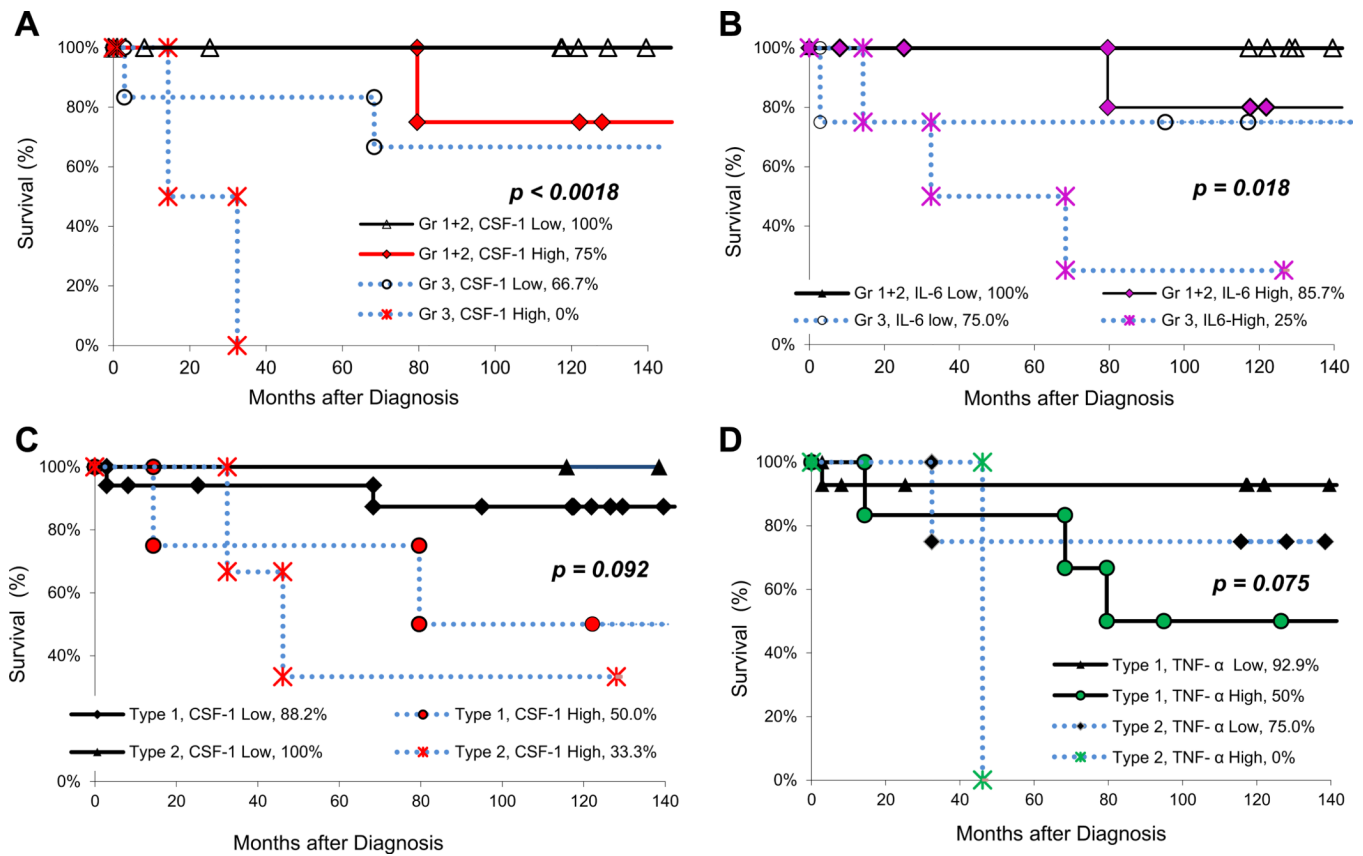 A
100%
80%
60%
40%
20%
0%
Survival (%)
p < 0.0018
Gr 1+2, CSF-1 Low, 100%
Gr 1+2, CSF-1 High, 75%
Gr 3, CSF-1 Low, 66.7%
Gr 3, CSF-1 High, 0%
0 20 40 60 80 100 120 140
Months after Diagnosis
B
100%
80%
60%
40%
20%
0%
Survival (%)
p = 0.018
Gr 1+2, IL-6 Low, 100% Gr 1+2, IL-6 High, 85.7%
Gr 3, IL-6 low, 75.0% Gr 3, IL6-High, 25%
0 20 40 60 80 100 120 140
Months after Diagnosis
C
100%
80%
60%
40%
0%
Survival (%)
p = 0.092
Type 1, CSF-1 Low, 88.2% Type 1, CSF-1 High, 50.0%
Type 2, CSF-1 Low, 100% Type 2, CSF-1 High, 33.3%
0 20 40 60 80 100 120 140
Months after Diagnosis
D
100%
80%
60%
40%
20%
0%
Survival (%)
p = 0.075
Type 1, TNF- α Low, 92.9%
Type 1, TNF- α High, 50%
Type 2, TNF- α Low, 75.0%
Type 2, TNF- α High, 0%
0 20 40 60 80 100 120 140
Months after Diagnosis